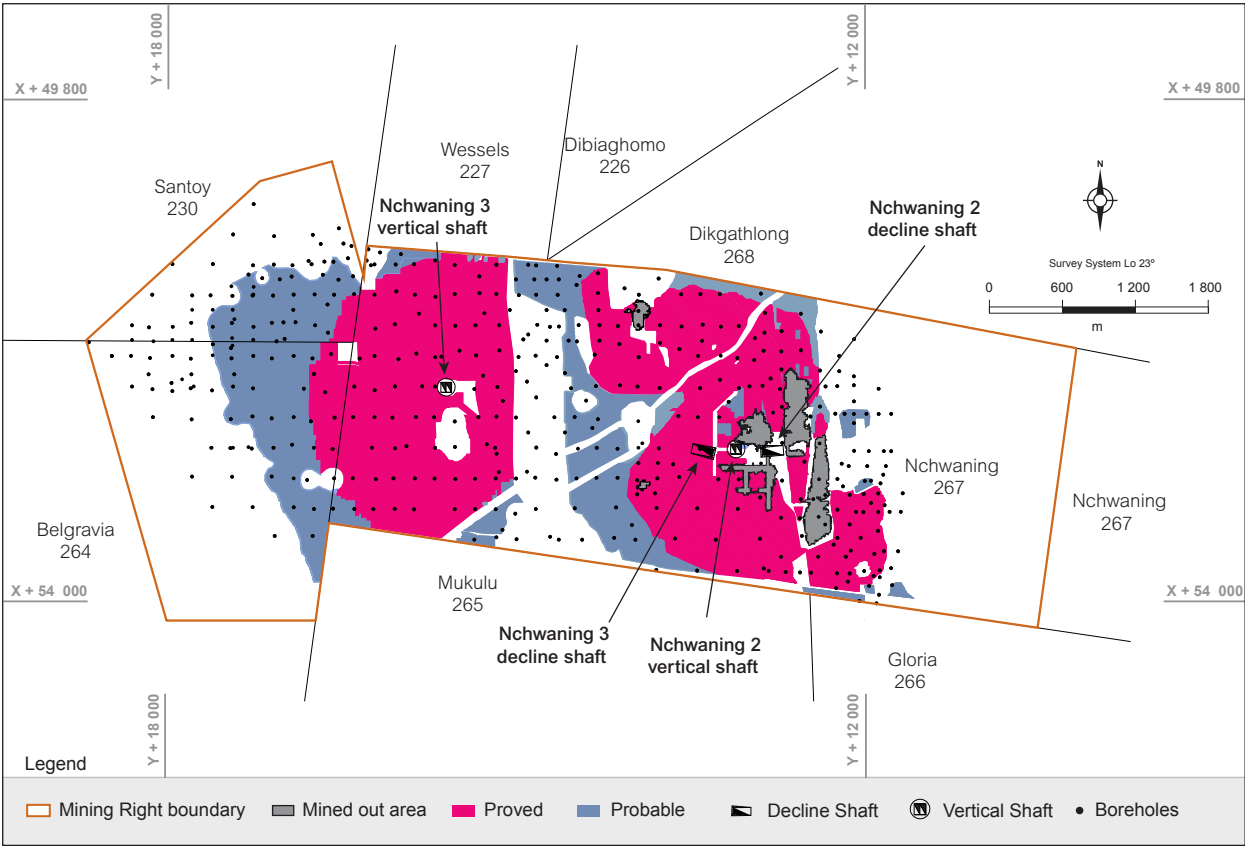 Y + 18 000
Y + 12 000
X + 49 800
X + 49 800
Wessels
227
Dibiaghomo
226
Santoy
230
N
Nchwaning 3
vertical shaft
Nchwaning 2
decline shaft
Dikgathlong
268
Survey System Lo 23º
0 600 1 200 1 800
m
Nchwaning
267
Nchwaning
267
Belgravia
264
Mukulu
265
X + 54 000
X + 54 000
Nchwaning 3
decline shaft
Nchwaning 2
vertical shaft
Gloria
266
Y + 18 000
Y + 12 000
Legend
Mining Right boundary Mined out area Proved Probable Decline Shaft Vertical Shaft Boreholes